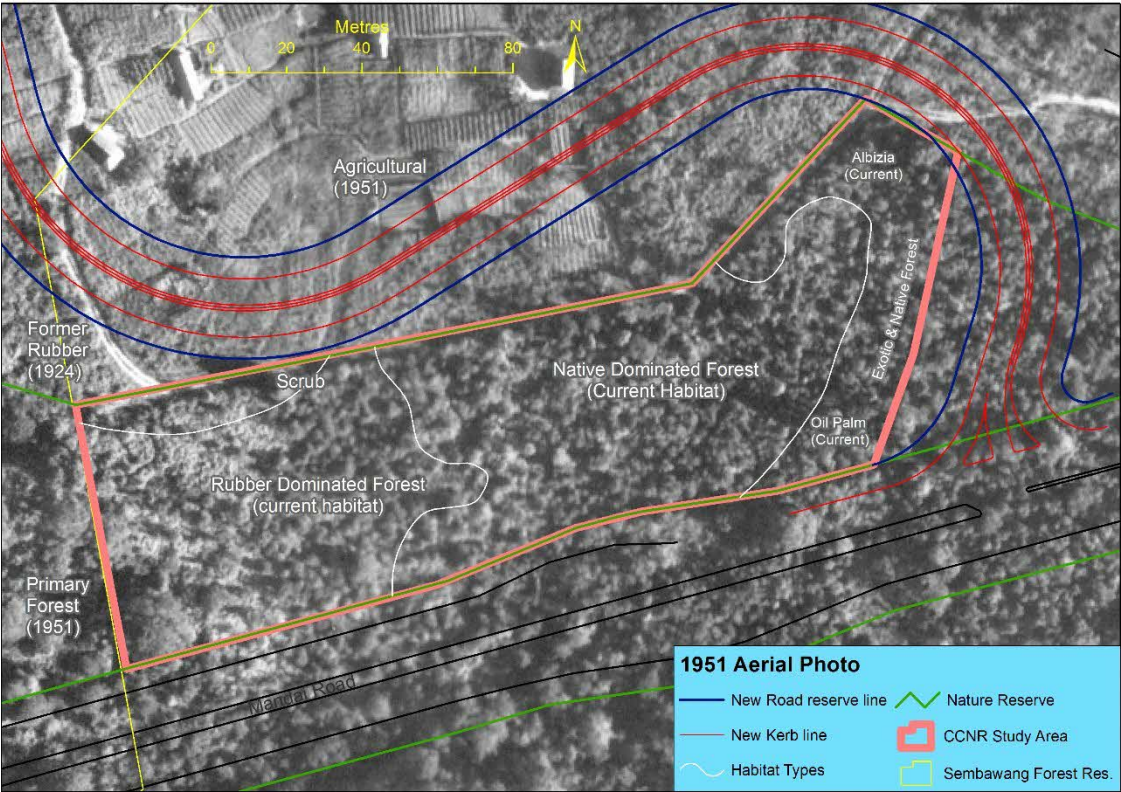 Metres
0 20 40 80
N
Agricultural
(1951)
Albizia
(Current)
Former
Rubber
(1924)
Scrub
Native Dominated Forest
(Current Habitat)
Exotic & Native Forest
Oil Palm
(Current)
Rubber Dominated Forest
(current habitat)
Primary
Forest
(1951)
Mandai Road
1951 Aerial Photo
New Road reserve line
Nature Reserve
New Kerb line
CCNR Study Area
Habitat Types
Sembawang Forest Res.